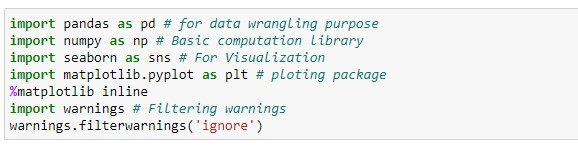 import pandas as pd # for data wrangling purpose
import numpy as np # Basic computation Library
import seaborn as sns # For Visualization
import matplotlib.pyplot as plt # ploting package
%matplotlib inline
import warnings # Filtering warnings
warnings.filterwarnings('ignore')